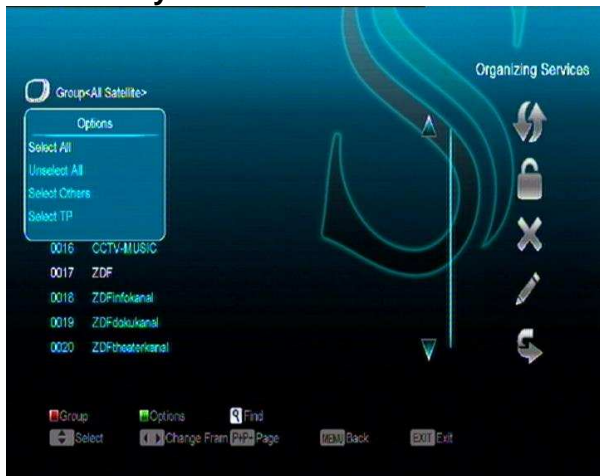 Organizing Services
Group<All Satellite>
Options
Select All
Unselect All
Select Others
Select TP
0016 CCTV-MUSIC
0017 ZDF
0018 ZDFinfokanal
0019 ZDFdokukanal
0020 ZDFtheaterkanal
Group Options Find
Select Change Fram P+P+ Page MENU Back EXIT Exit